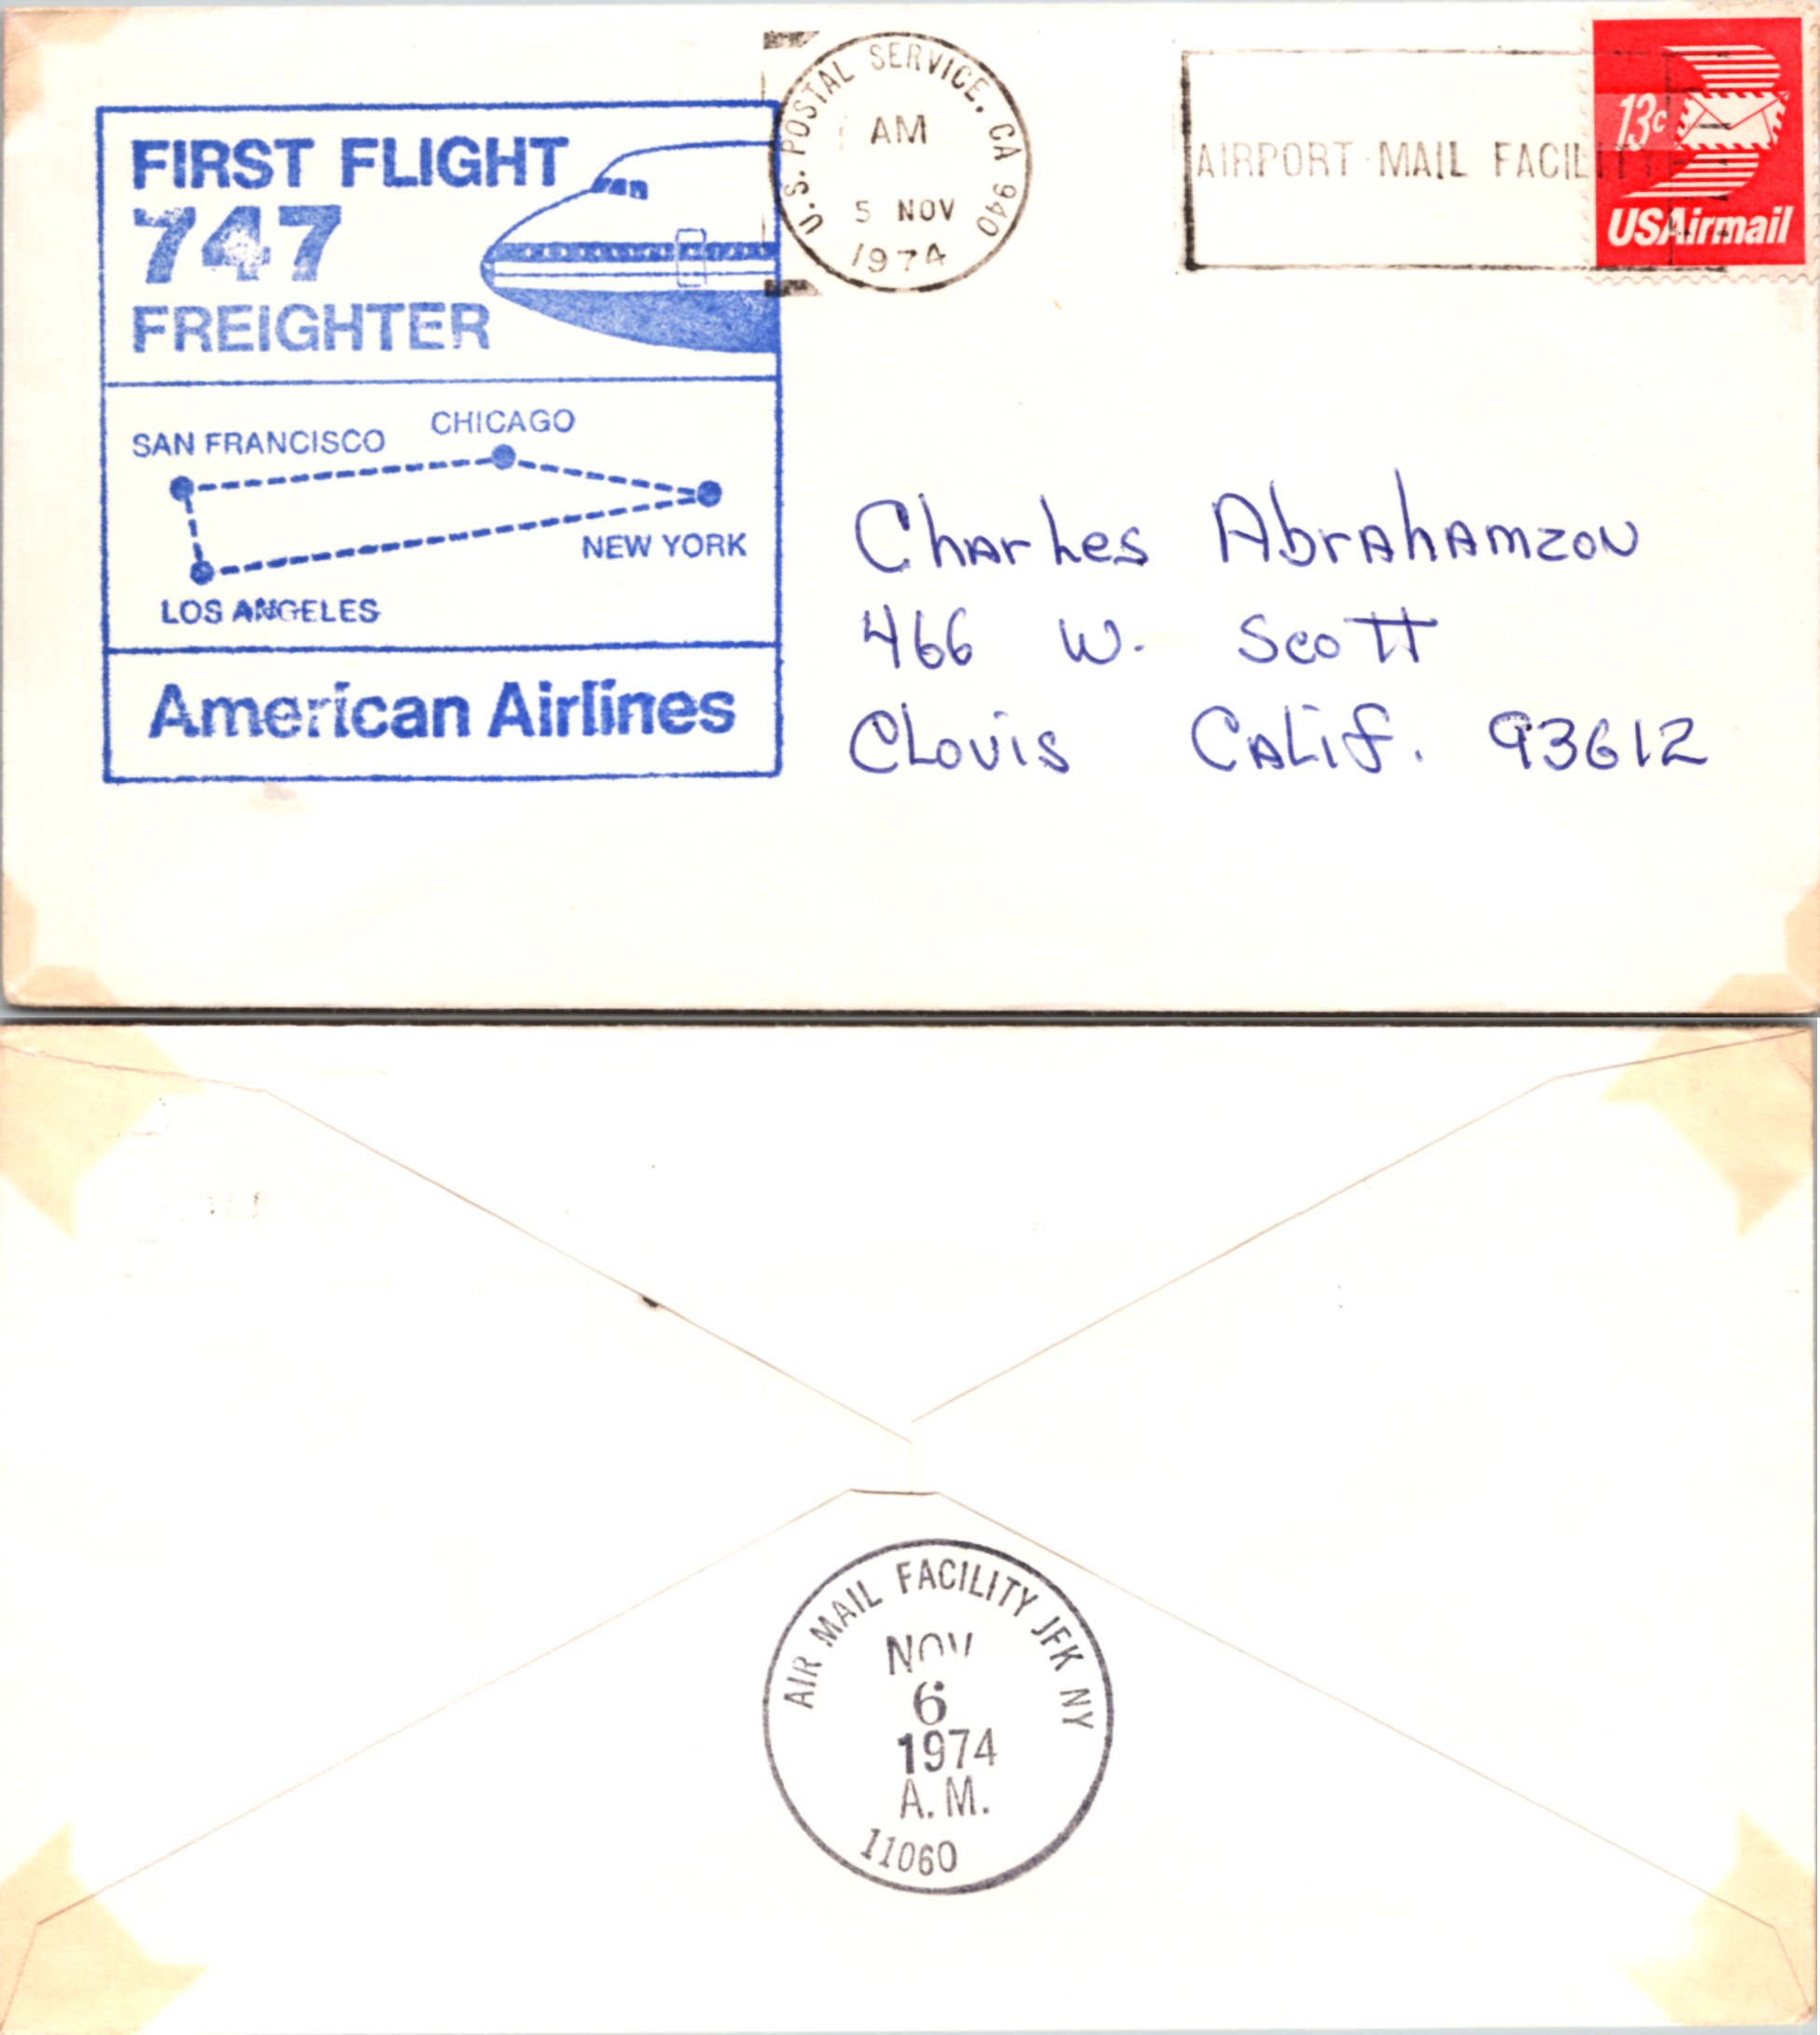 FIRST FLIGHT
747
FREIGHTER
SAN FRANCISCO
CHICAGO
NEW YORK
LOS ANGELES
American Airlines
U.S. POSTAL SERVICE, CA 940
AM
5 NOV
1974
AIRPORT MAIL FACILITY
13c
USAirmail
Charles Abrahamzon
466 W. Scott
Clovis Calif. 93612
AIR MAIL FACILITY JFK NY
NOV
6
1974
A.M.
11060